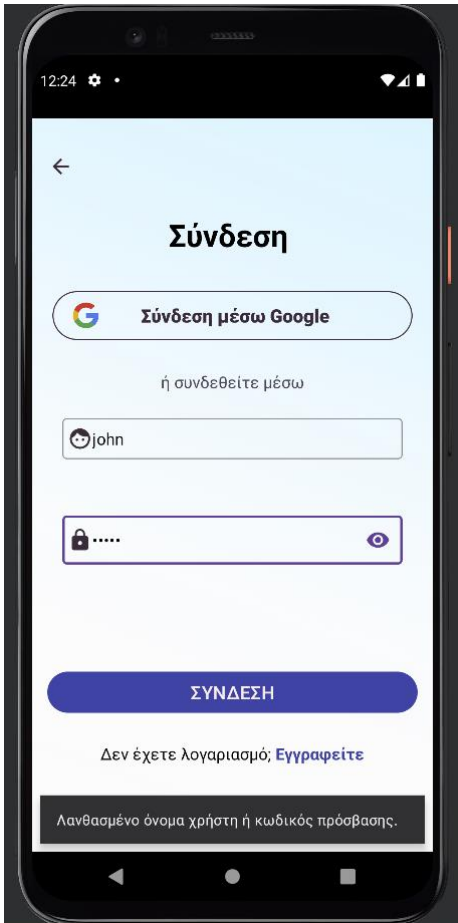 12:24
Σύνδεση
Σύνδεση μέσω Google
ή συνδεθείτε μέσω
john
•••••
ΣΥΝΔΕΣΗ
Δεν έχετε λογαριασμό; Εγγραφείτε
Λανθασμένο όνομα χρήστη ή κωδικός πρόσβασης.